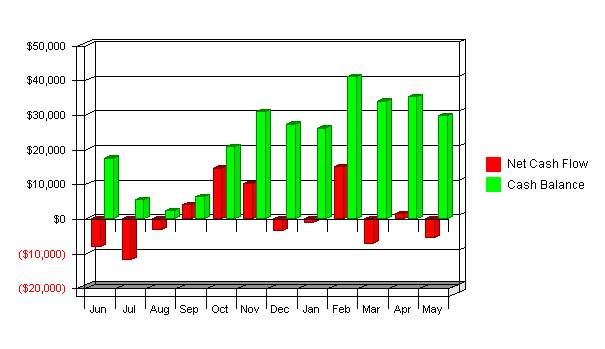 $50,000
$40,000
$30,000
$20,000
$10,000
$0
($10,000)
($20,000)
Jun Jul Aug Sep Oct Nov Dec Jan Feb Mar Apr May
Net Cash Flow
Cash Balance